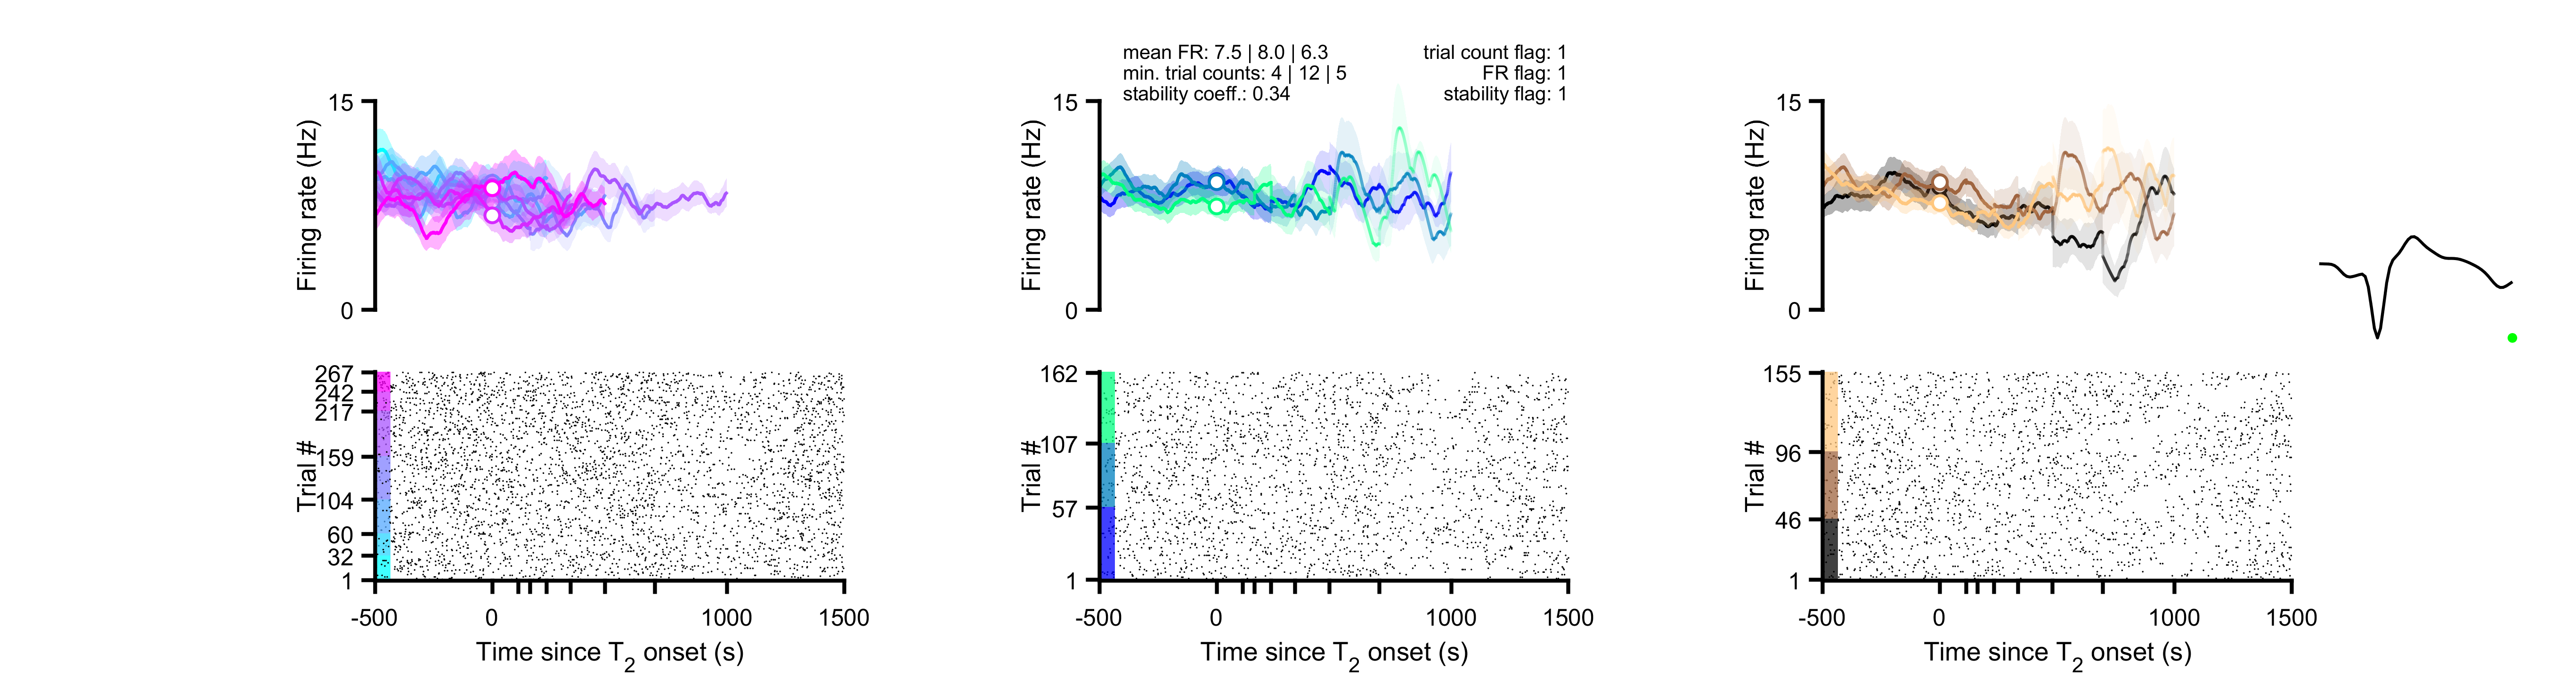 mean FR: 7.5 | 8.0 | 6.3
min. trial counts: 4 | 12 | 5
stability coeff.: 0.34
trial count flag: 1
FR flag: 1
stability flag: 1
15
Firing rate (Hz)
0
15
Firing rate (Hz)
0
15
Firing rate (Hz)
0
267
242
217
159
104
60
32
1
Trial #
-500
0
1000
1500
Time since T2 onset (s)
162
107
57
1
Trial #
-500
0
1000
1500
Time since T2 onset (s)
155
96
46
1
Trial #
-500
0
1000
1500
Time since T2 onset (s)